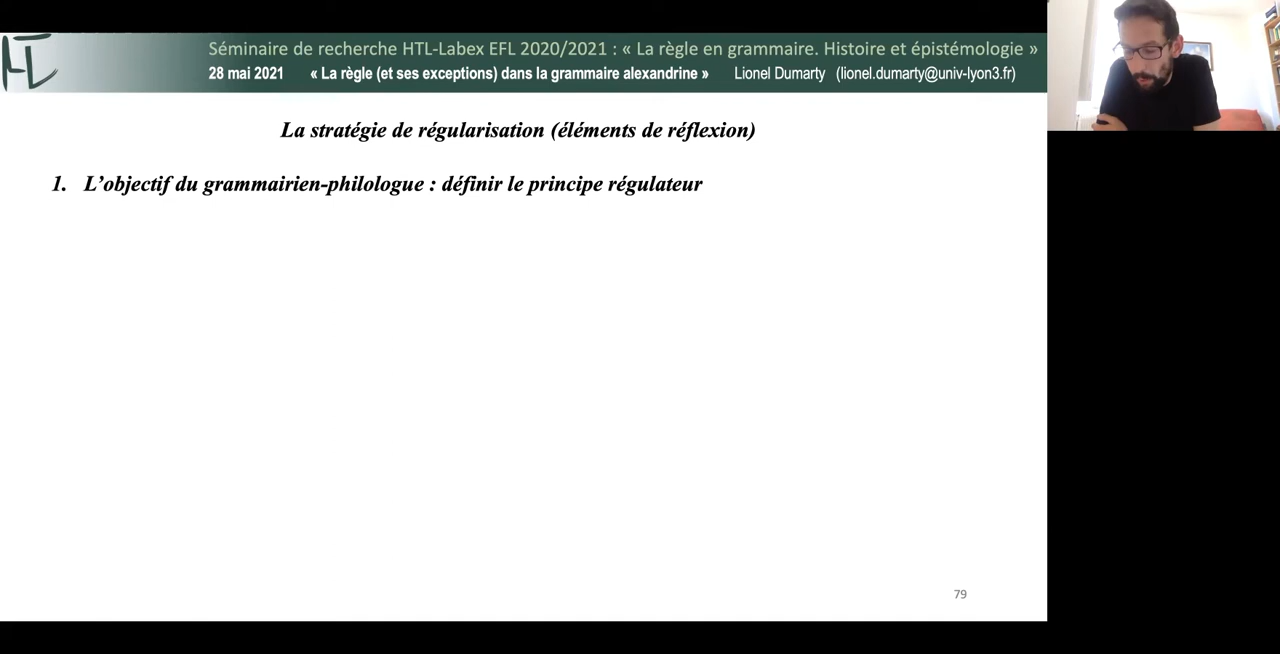 HTL
Séminaire de recherche HTL-Labex EFL 2020/2021 : « La règle en grammaire. Histoire et épistémologie »
28 mai 2021 « La règle (et ses exceptions) dans la grammaire alexandrine » Lionel Dumarty (lionel.dumarty@univ-lyon3.fr)
La stratégie de régularisation (éléments de réflexion)
1. L’objectif du grammairien-philologue : définir le principe régulateur
79